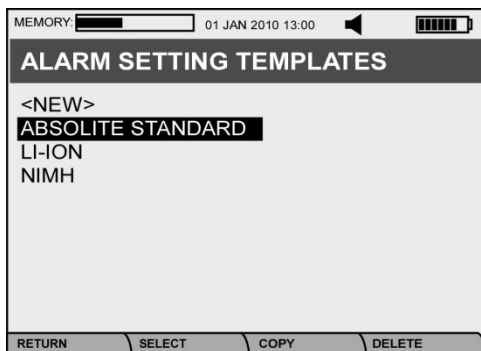 MEMORY: 01 JAN 2010 13:00
ALARM SETTING TEMPLATES
<NEW>
ABSOLITE STANDARD
LI-ION
NIMH
RETURN SELECT COPY DELETE